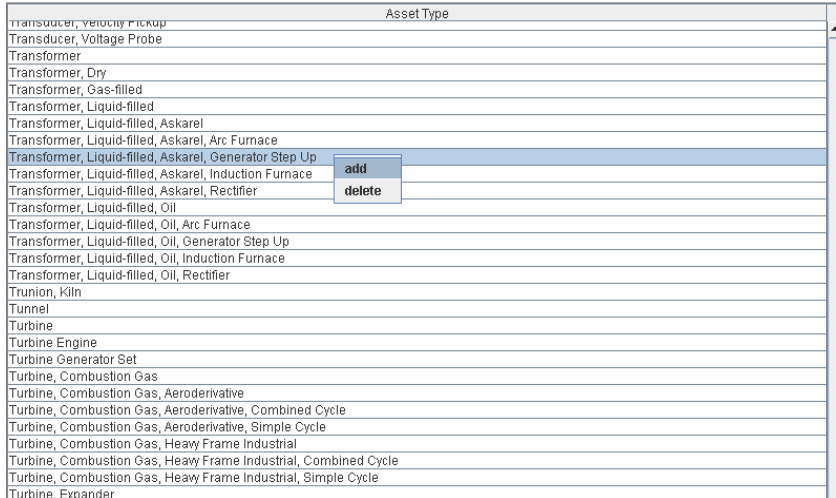 Asset Type
Transducer, Velocity Pickup
Transducer, Voltage Probe
Transformer
Transformer, Dry
Transformer, Gas-filled
Transformer, Liquid-filled
Transformer, Liquid-filled, Askarel
Transformer, Liquid-filled, Askarel, Arc Furnace
Transformer, Liquid-filled, Askarel, Generator Step Up
add
Transformer, Liquid-filled, Askarel, Induction Furnace
Transformer, Liquid-filled, Askarel, Rectifier
delete
Transformer, Liquid-filled, Oil
Transformer, Liquid-filled, Oil, Arc Furnace
Transformer, Liquid-filled, Oil, Generator Step Up
Transformer, Liquid-filled, Oil, Induction Furnace
Transformer, Liquid-filled, Oil, Rectifier
Trunion, Kiln
Tunnel
Turbine
Turbine Engine
Turbine Generator Set
Turbine, Combustion Gas
Turbine, Combustion Gas, Aeroderivative
Turbine, Combustion Gas, Aeroderivative, Combined Cycle
Turbine, Combustion Gas, Aeroderivative, Simple Cycle
Turbine, Combustion Gas, Heavy Frame Industrial
Turbine, Combustion Gas, Heavy Frame Industrial, Combined Cycle
Turbine, Combustion Gas, Heavy Frame Industrial, Simple Cycle
Turbine, Expander